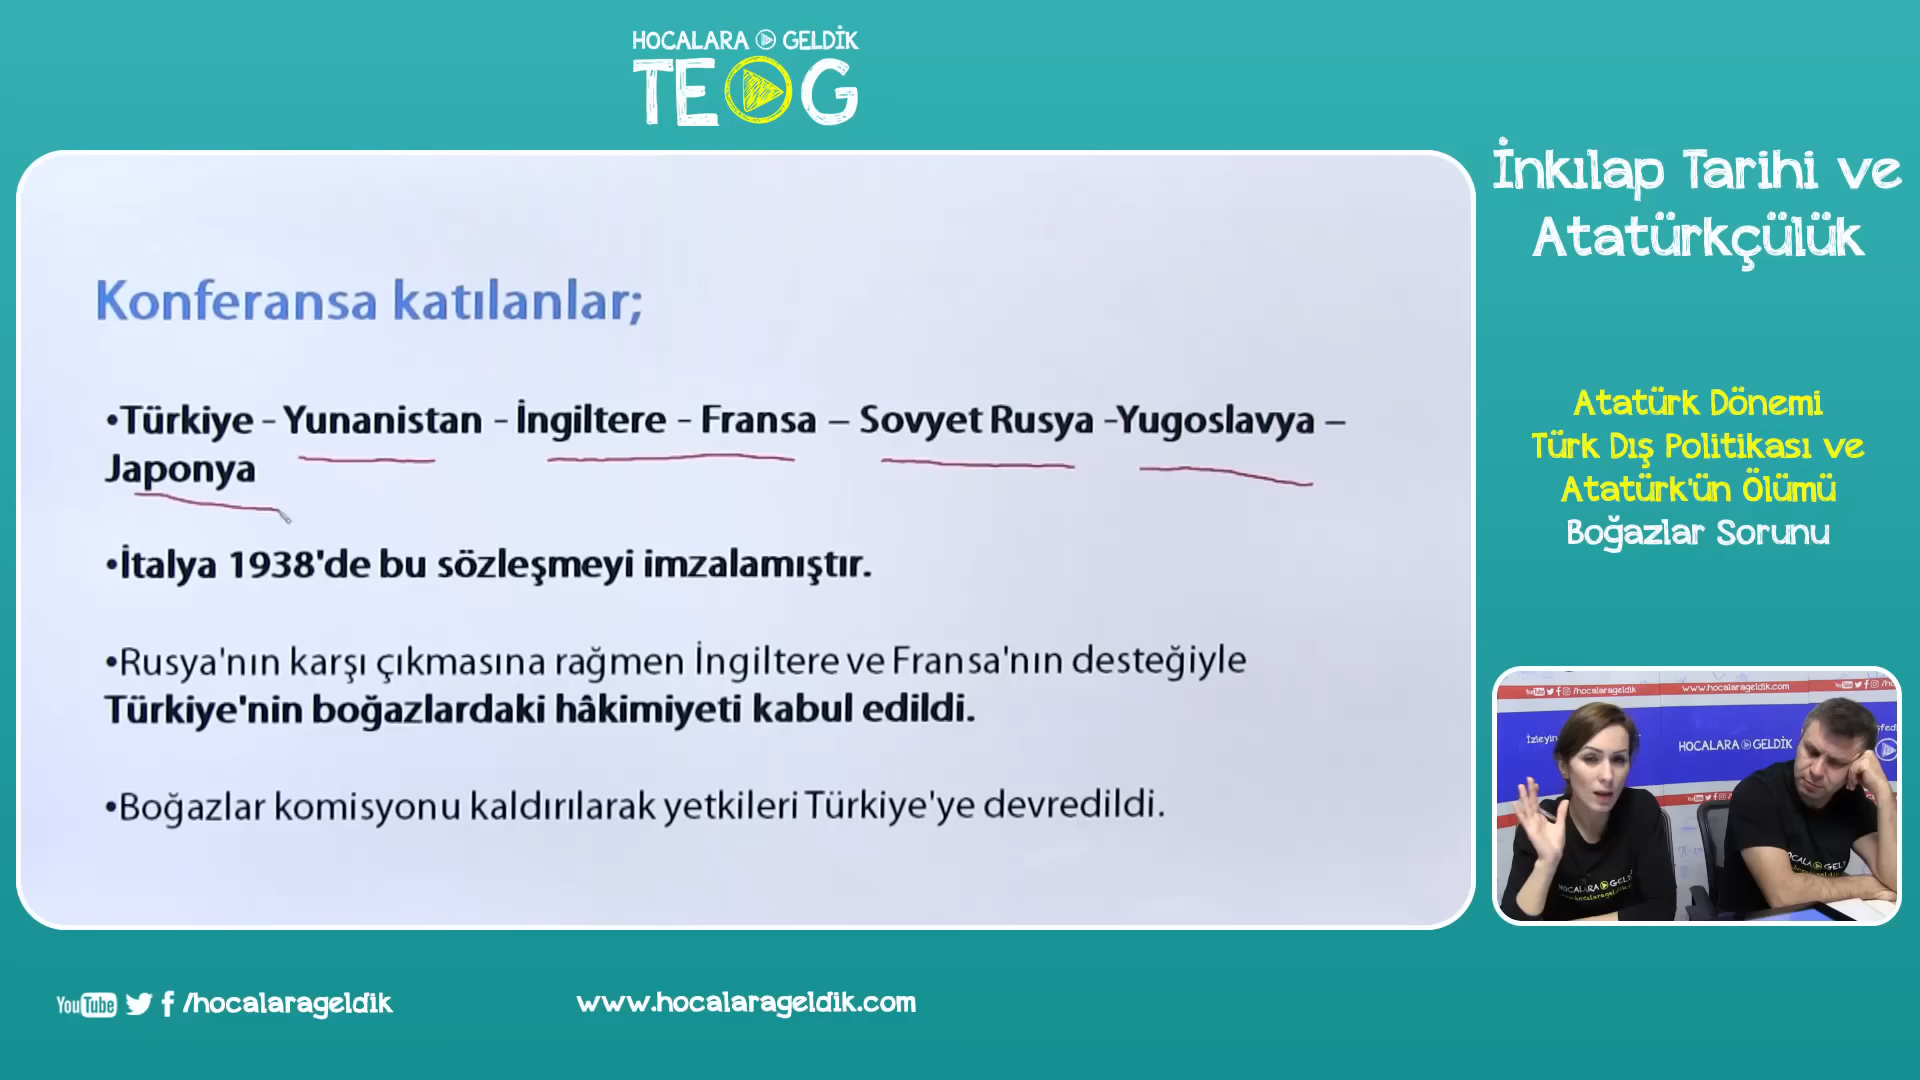 HOCALARA GELDİK
TEOG
İnkılap Tarihi ve
Atatürkçülük
Konferansa katılanlar;
•Türkiye - Yunanistan - İngiltere - Fransa – Sovyet Rusya -Yugoslavya –
Japonya
•İtalya 1938'de bu sözleşmeyi imzalamıştır.
•Rusya'nın karşı çıkmasına rağmen İngiltere ve Fransa'nın desteğiyle
Türkiye'nin boğazlardaki hâkimiyeti kabul edildi.
•Boğazlar komisyonu kaldırılarak yetkileri Türkiye'ye devredildi.
Atatürk Dönemi
Türk Dış Politikası ve
Atatürk'ün Ölümü
Boğazlar Sorunu
/hocalarageldik
www.hocalarageldik.com
HOCALARA GELDİK
YouTube /hocalarageldik
www.hocalarageldik.com